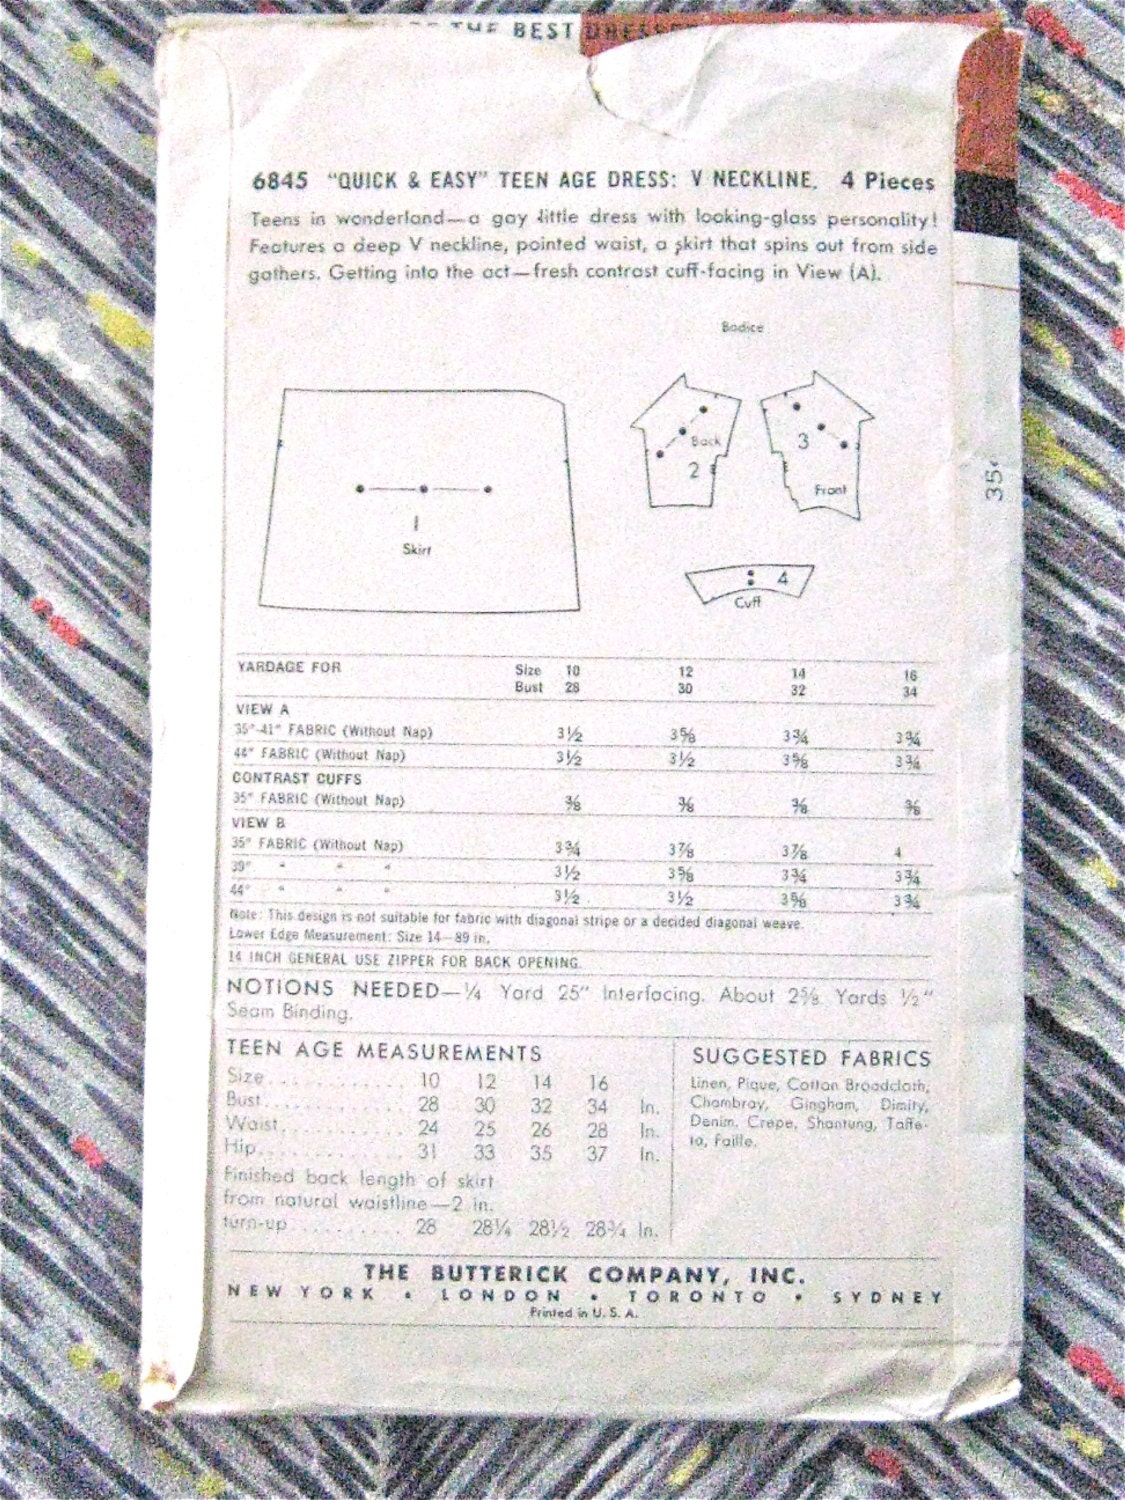 THE BEST DRESSED
6845 "QUICK & EASY" TEEN AGE DRESS: V NECKLINE. 4 Pieces
Teens in wonderland—a gay little dress with looking-glass personality!
Features a deep V neckline, pointed waist, a skirt that spins out from side
gathers. Getting into the act—fresh contrast cuff-facing in View (A).
Bodice
1
Skirt
Back
2
3
Front
4
Cuff
35¢
YARDAGE FOR Size 10 12 14 16
Bust 28 30 32 34
VIEW A
35"-41" FABRIC (Without Nap) 3½ 3⅝ 3¾ 3¾
44" FABRIC (Without Nap) 3½ 3½ 3⅝ 3¾
CONTRAST CUFFS
35" FABRIC (Without Nap) ⅜ ⅜ ⅜ ⅜
VIEW B
35" FABRIC (Without Nap) 3¾ 3⅞ 3⅞ 4
39" " " " 3½ 3⅝ 3¾ 3¾
44" " " " 3½ 3½ 3⅝ 3¾
Note: This design is not suitable for fabric with diagonal stripe or a decided diagonal weave.
Lower Edge Measurement: Size 14—89 in.
14 INCH GENERAL USE ZIPPER FOR BACK OPENING.
NOTIONS NEEDED—¼ Yard 25" Interfacing. About 2⅝ Yards ½"
Seam Binding.
TEEN AGE MEASUREMENTS
Size............ 10 12 14 16
Bust............ 28 30 32 34 In.
Waist............ 24 25 26 28 In.
Hip............ 31 33 35 37 In.
Finished back length of skirt
from natural waistline—2 in.
turn-up.......... 28 28¼ 28½ 28¾ In.
SUGGESTED FABRICS
Linen, Pique, Cotton Broadcloth,
Chambray, Gingham, Dimity,
Denim, Crepe, Shantung, Taffe-
ta, Faille.
THE BUTTERICK COMPANY, INC.
NEW YORK • LONDON • TORONTO • SYDNEY
Printed in U. S. A.